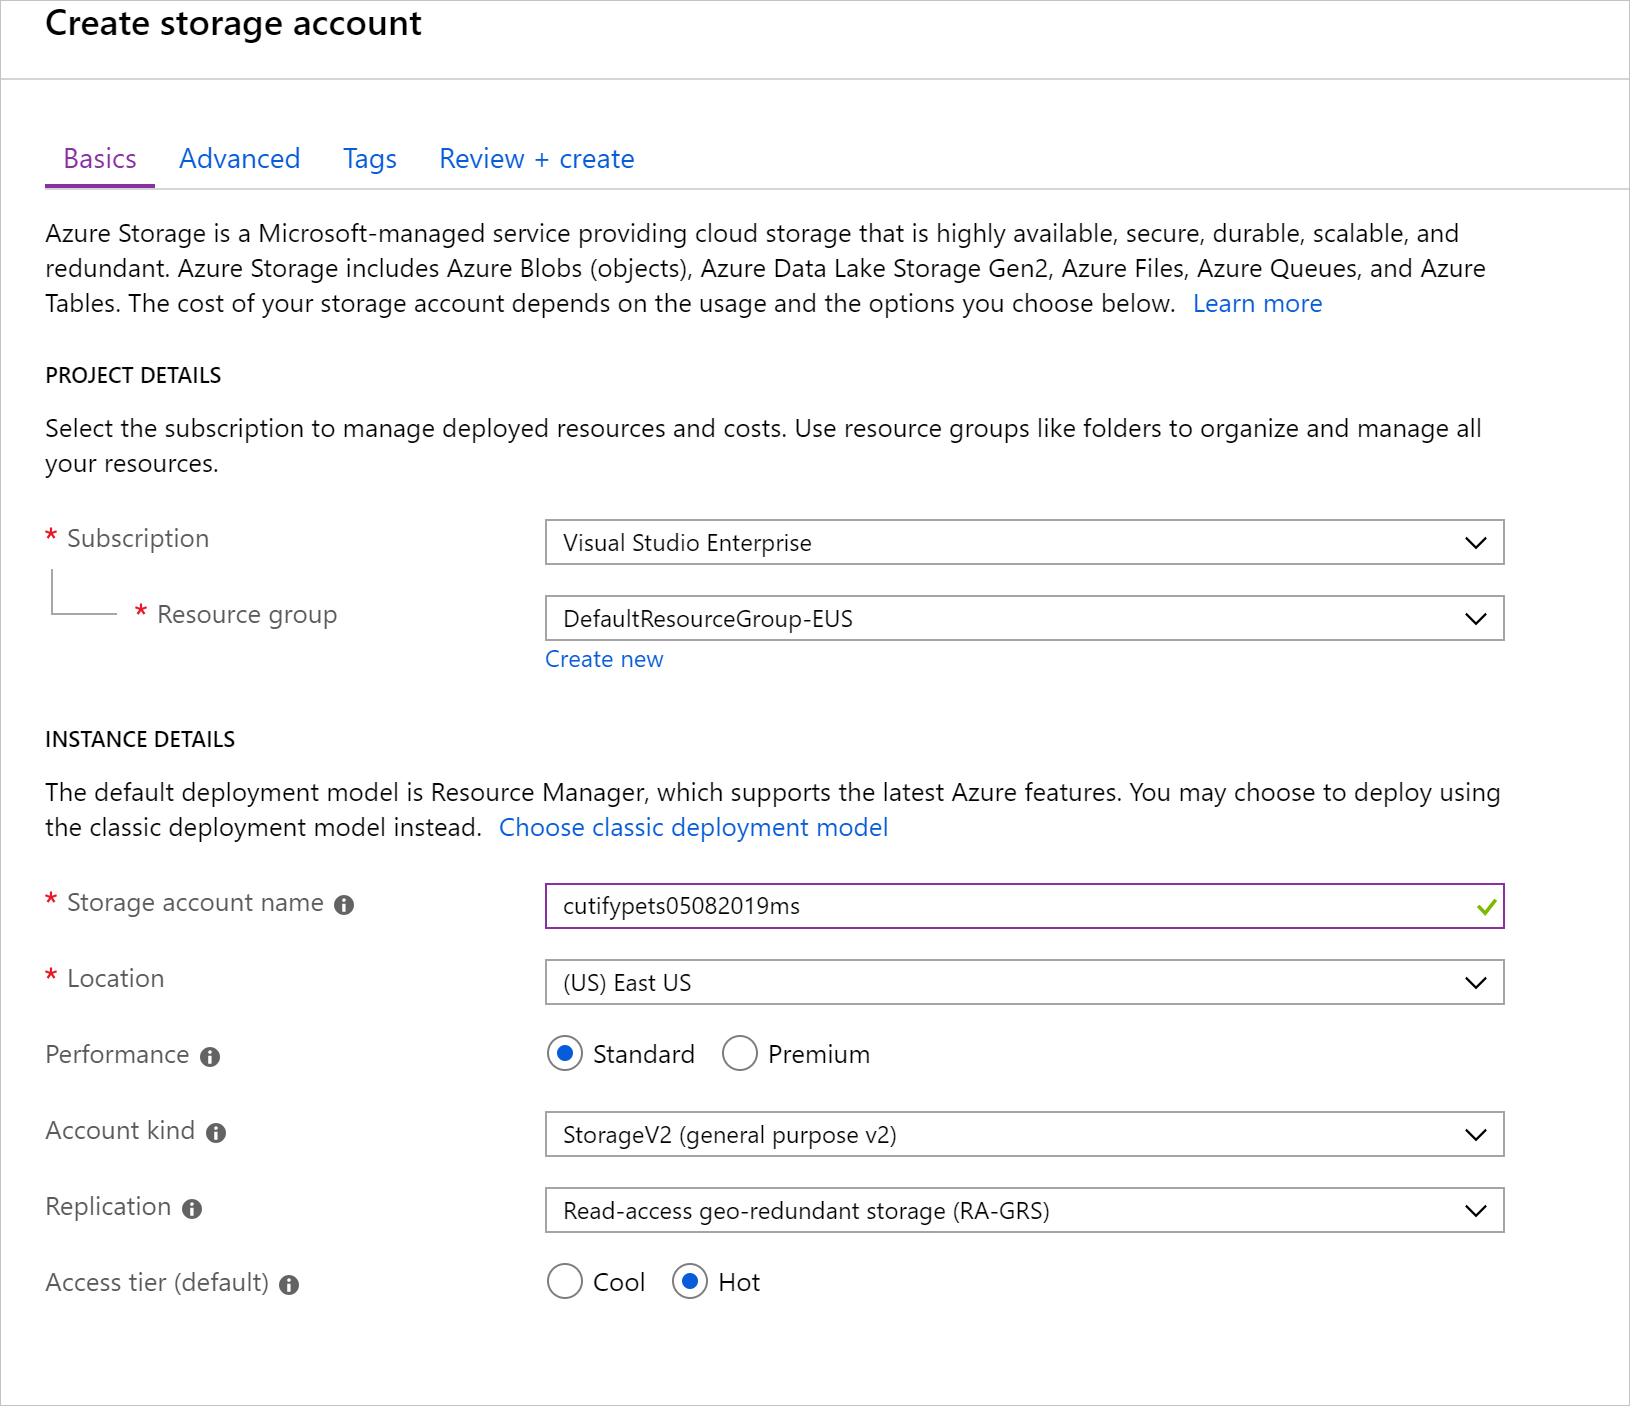 Create storage account
Basics Advanced Tags Review + create
Azure Storage is a Microsoft-managed service providing cloud storage that is highly available, secure, durable, scalable, and
redundant. Azure Storage includes Azure Blobs (objects), Azure Data Lake Storage Gen2, Azure Files, Azure Queues, and Azure
Tables. The cost of your storage account depends on the usage and the options you choose below. Learn more
PROJECT DETAILS
Select the subscription to manage deployed resources and costs. Use resource groups like folders to organize and manage all
your resources.
* Subscription Visual Studio Enterprise
* Resource group DefaultResourceGroup-EUS
Create new
INSTANCE DETAILS
The default deployment model is Resource Manager, which supports the latest Azure features. You may choose to deploy using
the classic deployment model instead. Choose classic deployment model
* Storage account name cutifypets05082019ms
* Location (US) East US
Performance Standard Premium
Account kind StorageV2 (general purpose v2)
Replication Read-access geo-redundant storage (RA-GRS)
Access tier (default) Cool Hot